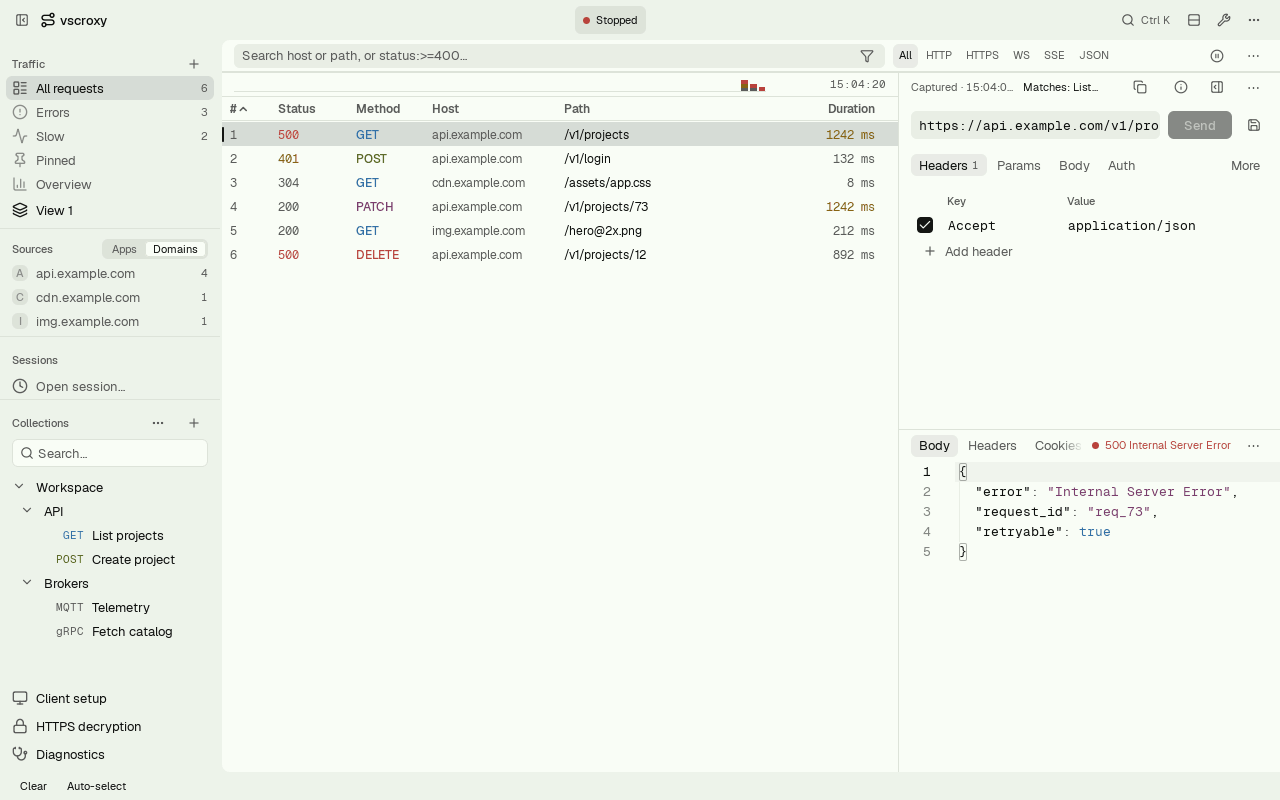 vscroxy
Stopped
Ctrl K
Traffic
All requests 6
Errors 3
Slow 2
Pinned
Overview
View 1
Sources Apps Domains
A api.example.com 4
C cdn.example.com 1
I img.example.com 1
Sessions
Open session...
Collections
Search...
Workspace
API
GET List projects
POST Create project
Brokers
MQTT Telemetry
gRPC Fetch catalog
Client setup
HTTPS decryption
Diagnostics
Clear Auto-select
Search host or path, or status:>=400...
All HTTP HTTPS WS SSE JSON
15:04:20
# Status Method Host Path Duration
1 500 GET api.example.com /v1/projects 1242 ms
2 401 POST api.example.com /v1/login 132 ms
3 304 GET cdn.example.com /assets/app.css 8 ms
4 200 PATCH api.example.com /v1/projects/73 1242 ms
5 200 GET img.example.com /hero@2x.png 212 ms
6 500 DELETE api.example.com /v1/projects/12 892 ms
Captured · 15:04:0... Matches: List...
https://api.example.com/v1/pro Send
Headers 1 Params Body Auth More
Key Value
Accept application/json
Add header
Body Headers Cookies 500 Internal Server Error
1 {
2 "error": "Internal Server Error",
3 "request_id": "req_73",
4 "retryable": true
5 }